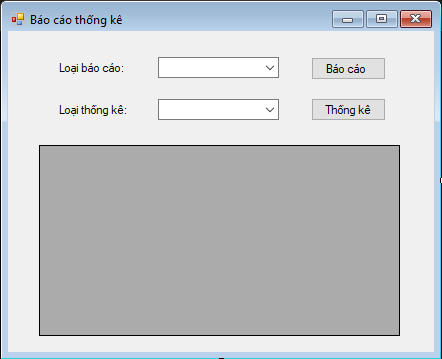 Báo cáo thống kê
Loại báo cáo:
Báo cáo
Loại thống kê:
Thống kê